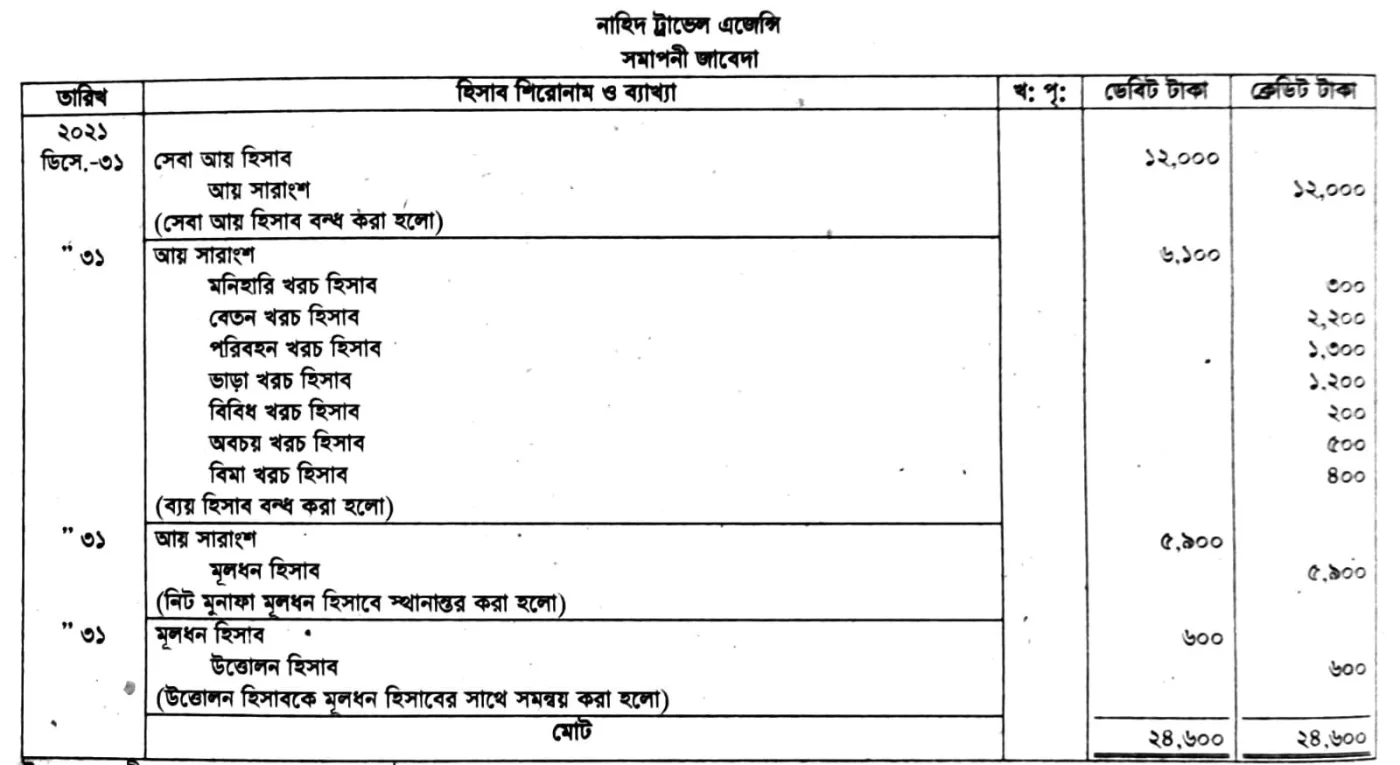 নাহিদ ট্রাভেল এজেন্সি
সমাপনী জাবেদা
তারিখ হিসাব শিরোনাম ও ব্যাখ্যা খ: পৃ: ডেবিট টাকা ক্রেডিট টাকা
২০২১
ডিসে.-৩১ সেবা আয় হিসাব ১২,০০০
আয় সারাংশ ১২,০০০
(সেবা আয় হিসাব বন্ধ করা হলো)
" ৩১ আয় সারাংশ ৬,১০০
মনিহারি খরচ হিসাব ৩০০
বেতন খরচ হিসাব ২,২০০
পরিবহন খরচ হিসাব ১,৩০০
ভাড়া খরচ হিসাব ১.২০০
বিবিধ খরচ হিসাব ২০০
অবচয় খরচ হিসাব ৫০০
বিমা খরচ হিসাব ৪০০
(ব্যয় হিসাব বন্ধ করা হলো)
" ৩১ আয় সারাংশ ৫,৯০০
মূলধন হিসাব ৫,৯০০
(নিট মুনাফা মূলধন হিসাবে স্থানান্তর করা হলো)
" ৩১ মূলধন হিসাব ৬০০
উত্তোলন হিসাব ৬০০
(উত্তোলন হিসাবকে মূলধন হিসাবের সাথে সমন্বয় করা হলো)
মোট ২৪,৬০০ ২৪,৬০০